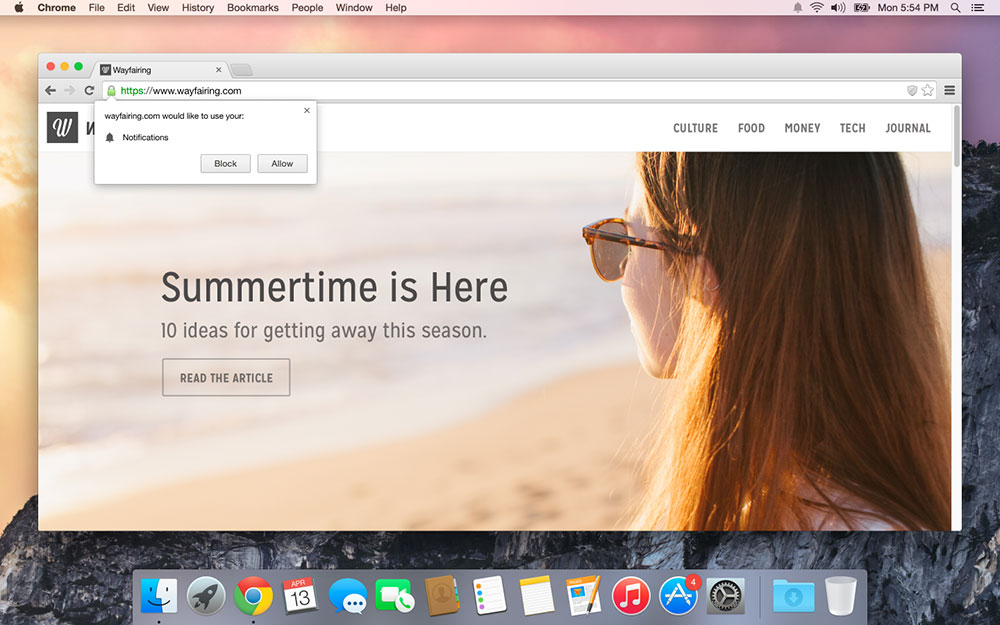 Chrome File Edit View History Bookmarks People Window Help Mon 5:54 PM
Wayfairing
https://www.wayfairing.com
wayfairing.com would like to use your:
Notifications
Block Allow
W W
CULTURE FOOD MONEY TECH JOURNAL
Summertime is Here
10 ideas for getting away this season.
READ THE ARTICLE
APR
13
4